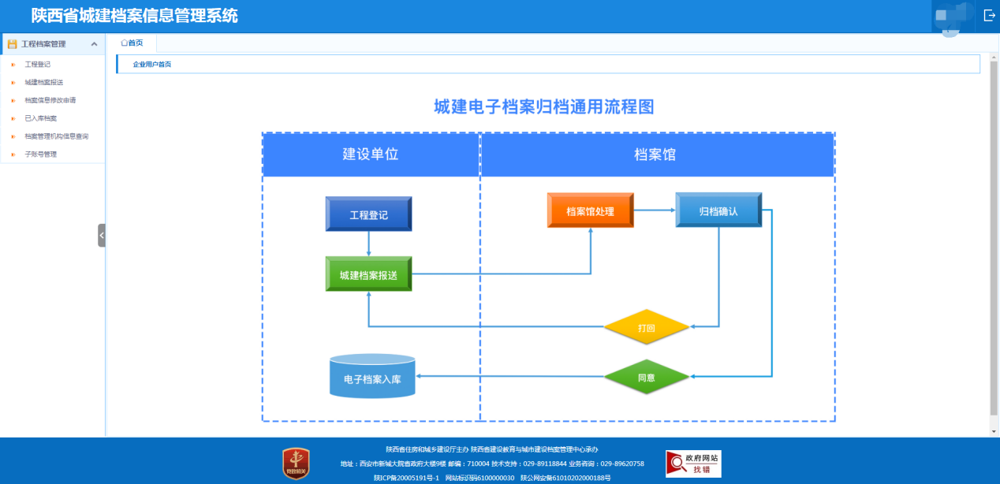 陕西省城建档案信息管理系统
工程档案管理
工程登记
城建档案报送
档案信息修改申请
已入库档案
档案管理机构信息查询
子账号管理
首页
企业用户首页
城建电子档案归档通用流程图
建设单位
档案馆
工程登记
档案馆处理
归档确认
城建档案报送
打回
电子档案入库
同意
党政机关
陕西省住房和城乡建设厅主办 陕西省建设教育与城市建设档案管理中心承办
地址：西安市新城大院省政府大楼9楼 邮编：710004 技术支持：029-89118844 业务咨询：029-89620758
陕ICP备20005191号-1 网站标识码6100000030 陕公网安备61010202000188号
政府网站
找错